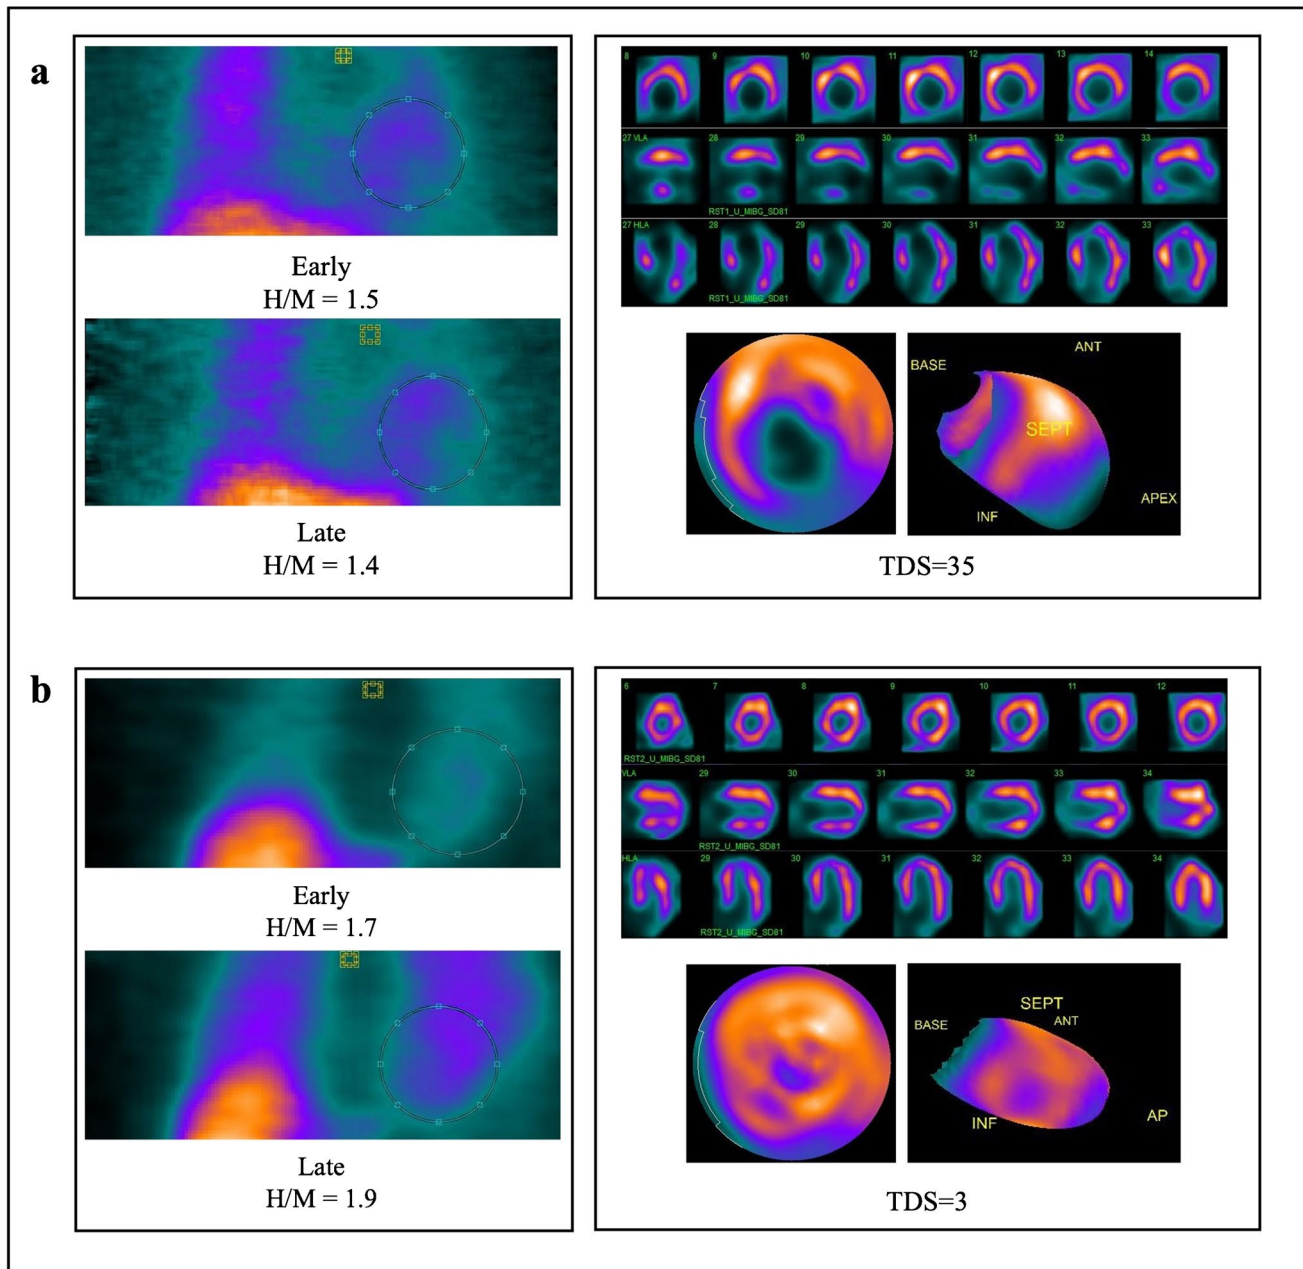 a
Early
H/M = 1.5
Late
H/M = 1.4
8 9 10 11 12 13 14
27 VLA 28 29 30 31 32 33
RST1_U_MIBG_SD81
27 HLA 28 29 30 31 32 33
RST1_U_MIBG_SD81
BASE
ANT
SEPT
APEX
INF
TDS=35
b
Early
H/M = 1.7
Late
H/M = 1.9
6 7 8 9 10 11 12
RST2_U_MIBG_SD81
VLA 29 30 31 32 33 34
RST2_U_MIBG_SD81
HLA 29 30 31 32 33 34
RST2_U_MIBG_SD81
SEPT
BASE
ANT
INF
AP
TDS=3